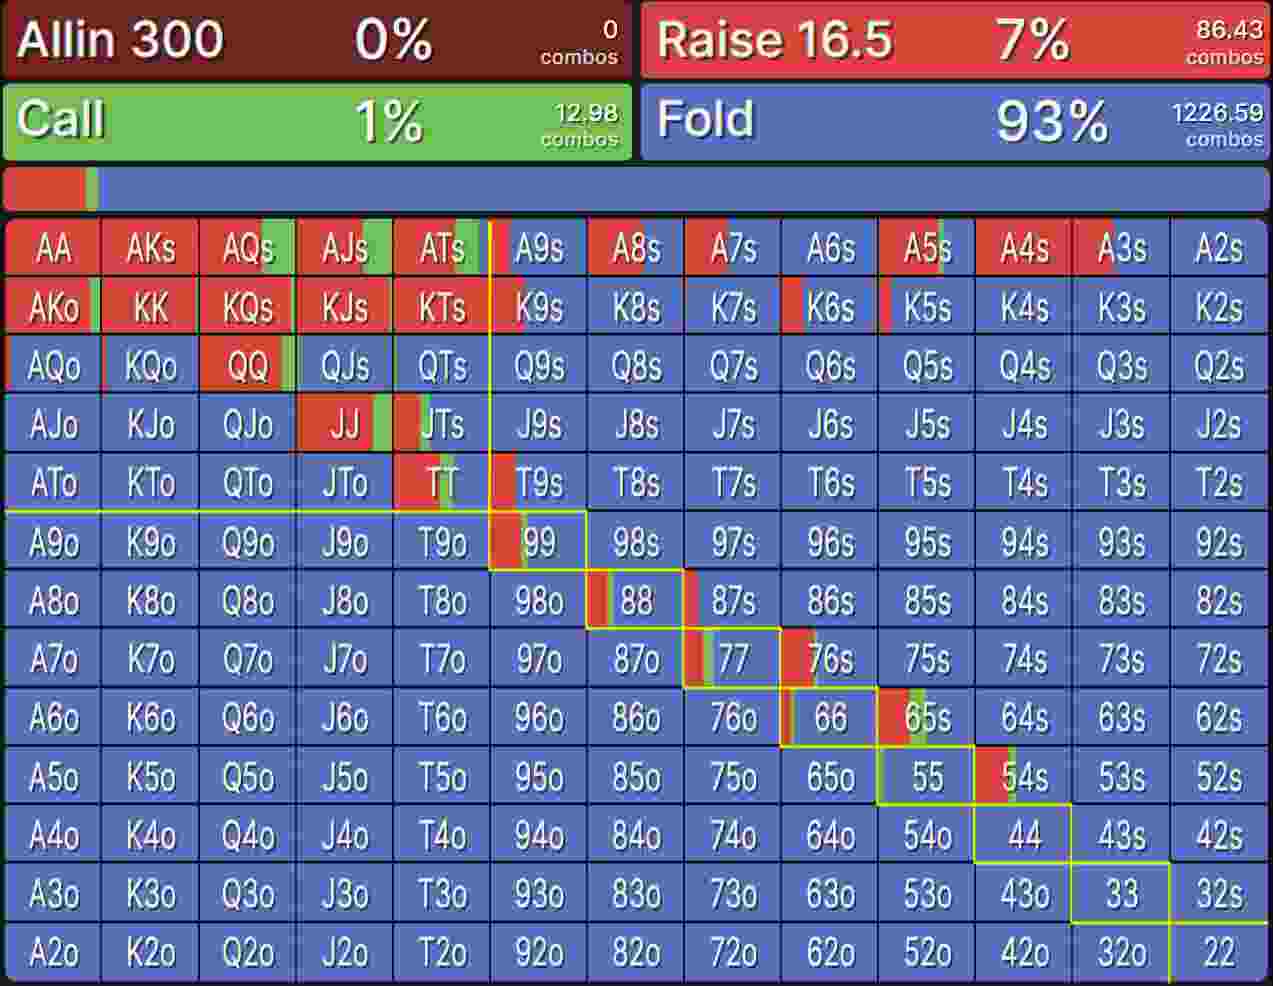 Allin 300 0% 0 combos Raise 16.5 7% 86.43 combos
Call 1% 12.98 combos Fold 93% 1226.59 combos
AA AKs AQs AJs ATs A9s A8s A7s A6s A5s A4s A3s A2s
AKo KK KQs KJs KTs K9s K8s K7s K6s K5s K4s K3s K2s
AQo KQo QQ QJs QTs Q9s Q8s Q7s Q6s Q5s Q4s Q3s Q2s
AJo KJo QJo JJ JTs J9s J8s J7s J6s J5s J4s J3s J2s
ATo KTo QTo JTo TT T9s T8s T7s T6s T5s T4s T3s T2s
A9o K9o Q9o J9o T9o 99 98s 97s 96s 95s 94s 93s 92s
A8o K8o Q8o J8o T8o 98o 88 87s 86s 85s 84s 83s 82s
A7o K7o Q7o J7o T7o 97o 87o 77 76s 75s 74s 73s 72s
A6o K6o Q6o J6o T6o 96o 86o 76o 66 65s 64s 63s 62s
A5o K5o Q5o J5o T5o 95o 85o 75o 65o 55 54s 53s 52s
A4o K4o Q4o J4o T4o 94o 84o 74o 64o 54o 44 43s 42s
A3o K3o Q3o J3o T3o 93o 83o 73o 63o 53o 43o 33 32s
A2o K2o Q2o J2o T2o 92o 82o 72o 62o 52o 42o 32o 22